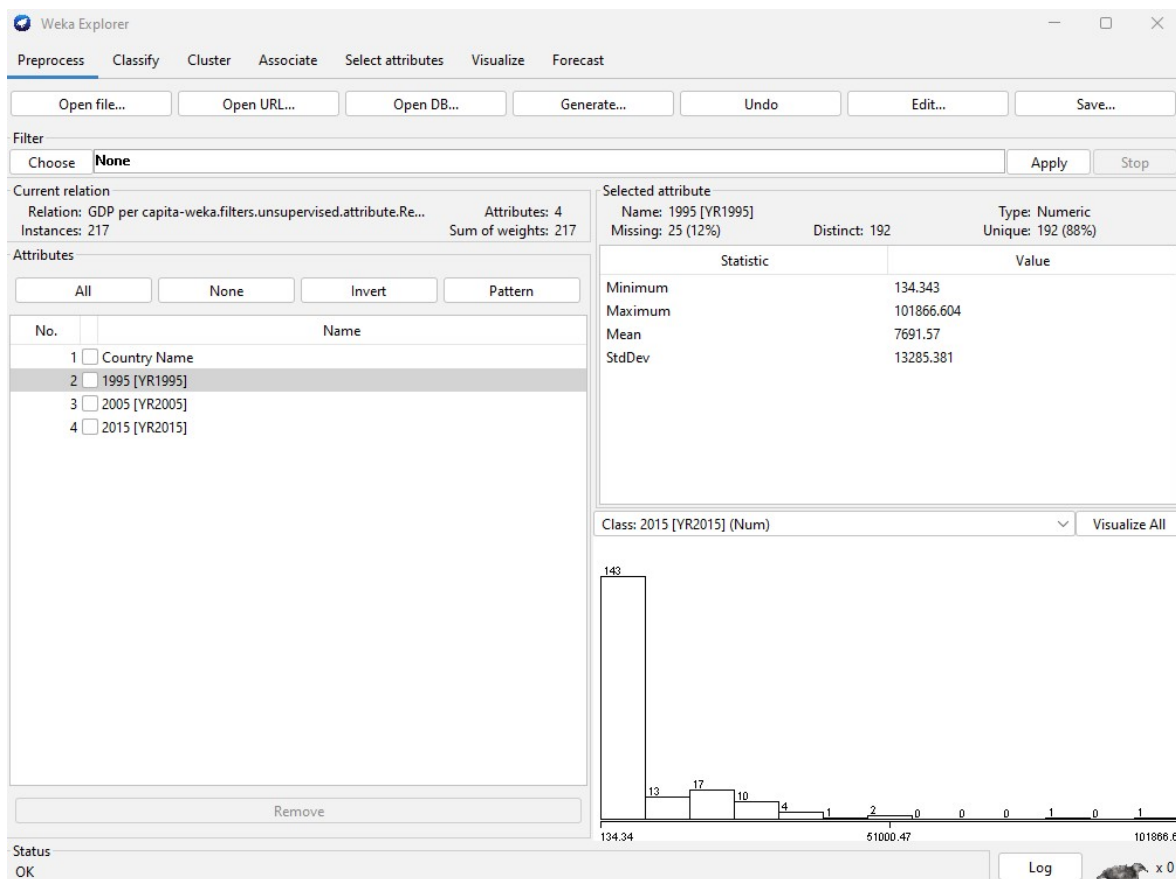 Weka Explorer
Preprocess Classify Cluster Associate Select attributes Visualize Forecast
Open file... Open URL... Open DB... Generate... Undo Edit... Save...
Filter
Choose None Apply Stop
Current relation
Relation: GDP per capita-weka.filters.unsupervised.attribute.Re... Attributes: 4
Instances: 217 Sum of weights: 217
Attributes
All None Invert Pattern
No. Name
1 Country Name
2 1995 [YR1995]
3 2005 [YR2005]
4 2015 [YR2015]
Remove
Selected attribute
Name: 1995 [YR1995] Type: Numeric
Missing: 25 (12%) Distinct: 192 Unique: 192 (88%)
Statistic Value
Minimum 134.343
Maximum 101866.604
Mean 7691.57
StdDev 13285.381
Class: 2015 [YR2015] (Num) Visualize All
143
13 17 10 4 1 2 0 0 0 1 0 1
134.34 51000.47 101866.6
Status
OK Log x 0